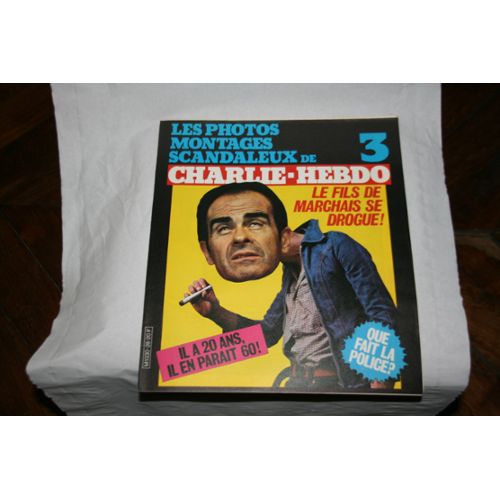 LES PHOTOS
MONTAGES
SCANDALEUX DE
3
CHARLIE-HEBDO
LE FILS DE
MARCHAIS SE
DROGUE!
IL A 20 ANS,
IL EN PARAIT 60!
QUE
FAIT LA
POLICE?